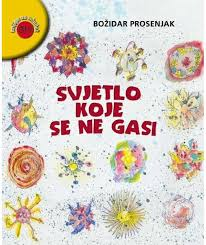 BOŽIDAR PROSENJAK
SVJETLO
KOJE
SE NE GASI